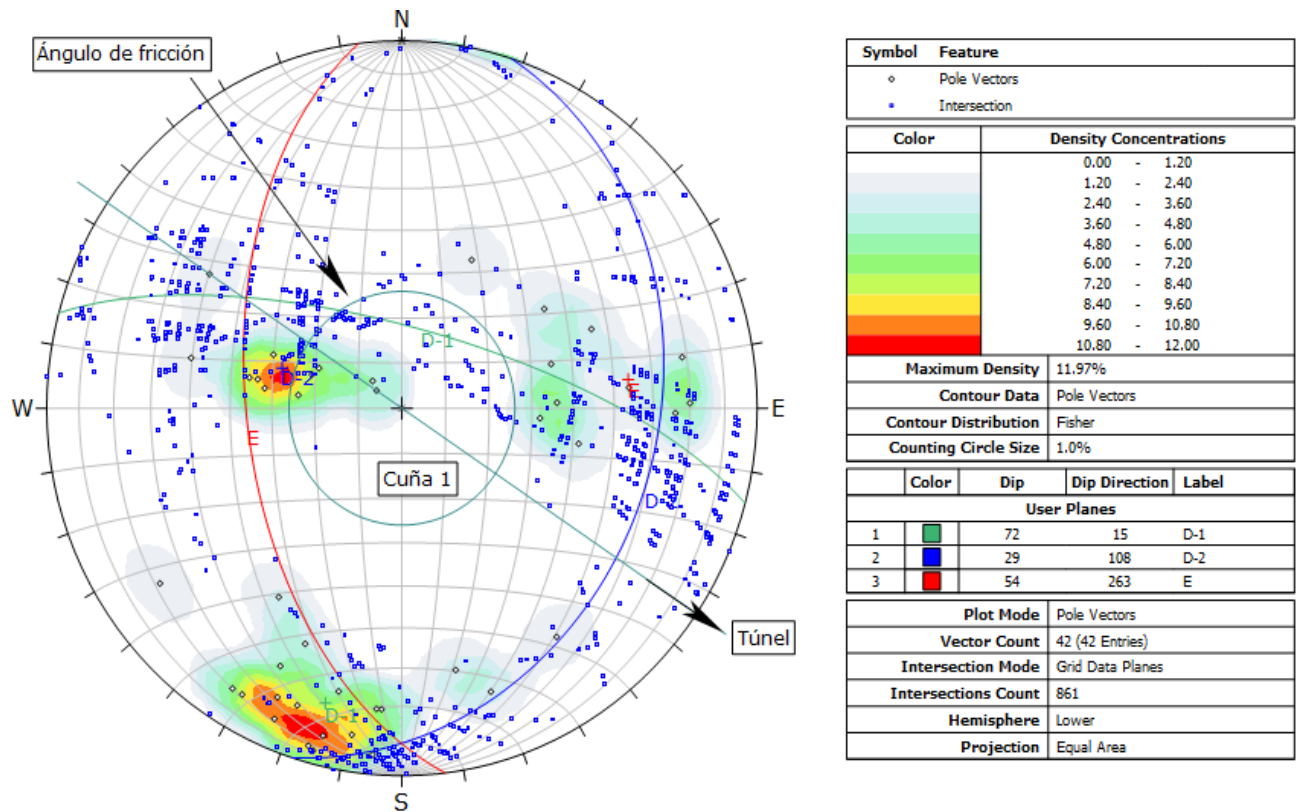 N
Ángulo de fricción
D-1
D-2
E
W
E
E
Cuña 1
D
Túnel
D-1
S
Symbol Feature
Pole Vectors
Intersection
Color Density Concentrations
0.00 - 1.20
1.20 - 2.40
2.40 - 3.60
3.60 - 4.80
4.80 - 6.00
6.00 - 7.20
7.20 - 8.40
8.40 - 9.60
9.60 - 10.80
10.80 - 12.00
Maximum Density 11.97%
Contour Data Pole Vectors
Contour Distribution Fisher
Counting Circle Size 1.0%
Color Dip Dip Direction Label
User Planes
1 72 15 D-1
2 29 108 D-2
3 54 263 E
Plot Mode Pole Vectors
Vector Count 42 (42 Entries)
Intersection Mode Grid Data Planes
Intersections Count 861
Hemisphere Lower
Projection Equal Area